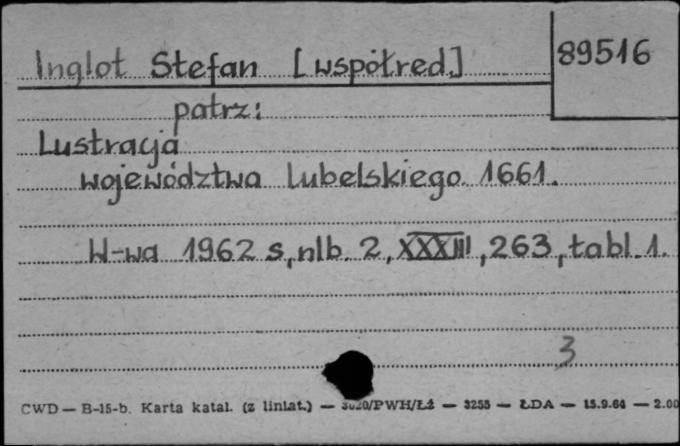 Inglot Stefan [współred.] 89516
patrz:
Lustracja
województwa lubelskiego. 1661.
W-wa 1962 s, nlb. 2, XXXIII, 263, tabl. 1.
3
CWD — B-15-b. Karta katal. (z liniat.) — 3020/PWH/ŁŻ — 3255 — ŁDA — 15.9.64 — 2.00